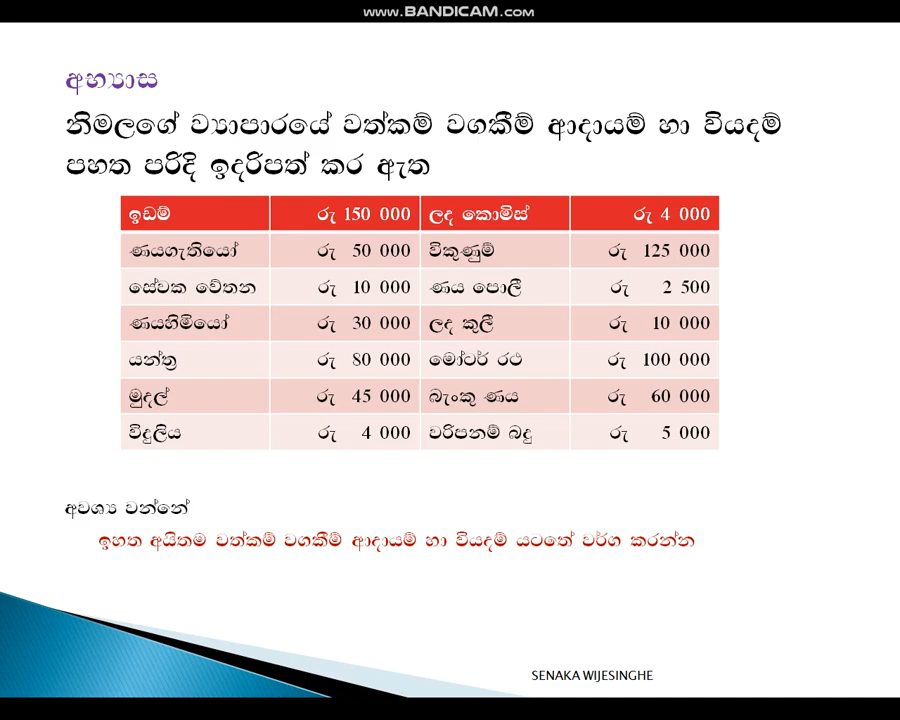 www.BANDICAM.com
අභ්‍යාස
නිමලගේ ව්‍යාපාරයේ වත්කම් වගකීම් ආදායම් හා වියදම්
පහත පරිදි ඉදරිපත් කර ඇත
ඉඩම් රු 150 000 ලද කොමිස් රු 4 000
ණයගැතියෝ රු 50 000 විකුණුම් රු 125 000
සේවක වේතන රු 10 000 ණය පොලී රු 2 500
ණයහිමියෝ රු 30 000 ලද කුලී රු 10 000
යන්ත්‍ර රු 80 000 මෝටර් රථ රු 100 000
මුදල් රු 45 000 බැංකු ණය රු 60 000
විදුලිය රු 4 000 වරිපනම් බදු රු 5 000
අවශ්‍ය වන්නේ
ඉහත අයිතම වත්කම් වගකීම් ආදායම් හා වියදම් යටතේ වර්ග කරන්න
SENAKA WIJESINGHE